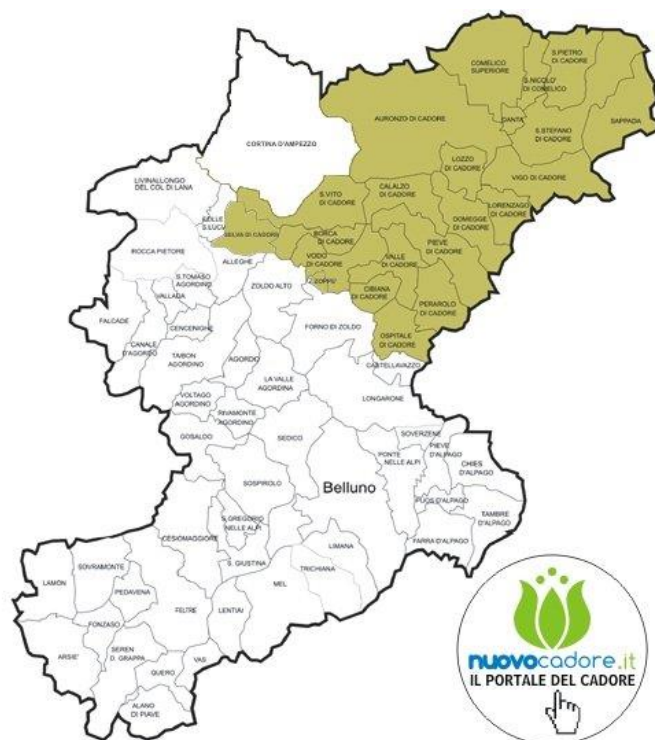 COMELICO
SUPERIORE
S.PIETRO
DI CADORE
S.NICOLO'
DI COMELICO
AURONZO DI CADORE
DANTA
SAPPADA
S.STEFANO
DI CADORE
CORTINA D'AMPEZZO
LOZZO
DI CADORE
VIGO DI CADORE
LIVINALLONGO
DEL COL DI LANA
S.VITO
DI CADORE
CALALZO
DI CADORE
LORENZAGO
DI CADORE
COLLE
S.LUCIA
DOMEGGE
DI CADORE
SELVA DI CADORE
BORCA
DI CADORE
PIEVE
DI CADORE
ROCCA PIETORE
ALLEGHE
VODO
DI CADORE
VALLE
DI CADORE
S.TOMASO
AGORDINO
ZOPPE'
ZOLDO ALTO
CIBIANA
DI CADORE
VALLADA
PERAROLO
DI CADORE
FALCADE
CENCENIGHE
FORNO DI ZOLDO
OSPITALE
DI CADORE
CANALE
D'AGORDO
TAIBON
AGORDINO
AGORDO
CASTELLAVAZZO
LA VALLE
AGORDINA
LONGARONE
VOLTAGO
AGORDINO
RIVAMONTE
AGORDINO
GOSALDO
SEDICO
SOVERZENE
PONTE
NELLE ALPI
PIEVE
D'ALPAGO
CHIES
D'ALPAGO
SOSPIROLO
Belluno
PUOS D'ALPAGO
TAMBRE
D'ALPAGO
S.GREGORIO
NELLE ALPI
CESIOMAGGIORE
LIMANA
FARRA D'ALPAGO
S. GIUSTINA
TRICHIANA
SOVRAMONTE
LAMON
MEL
PEDAVENA
FELTRE
LENTIAI
FONZASO
ARSIE'
SEREN
D. GRAPPA
VAS
QUERO
ALANO
DI PIAVE
nuovocadore.it
IL PORTALE DEL CADORE